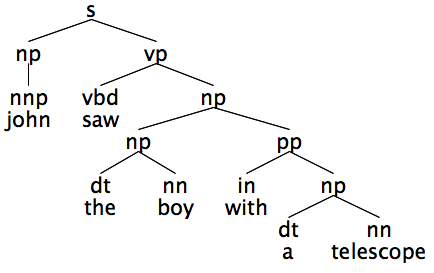 s
np vp
nnp vbd np
john saw
np pp
dt nn in np
the boy with
dt nn
a telescope